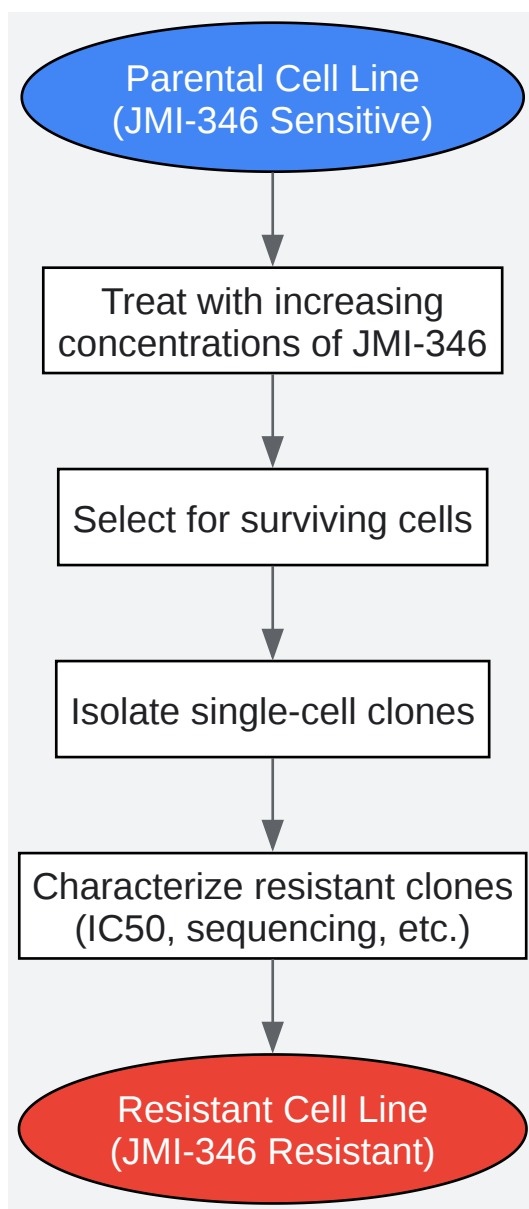 Parental Cell Line
(JMI-346 Sensitive)
Treat with increasing
concentrations of JMI-346
Select for surviving cells
Isolate single-cell clones
Characterize resistant clones
(IC50, sequencing, etc.)
Resistant Cell Line
(JMI-346 Resistant)